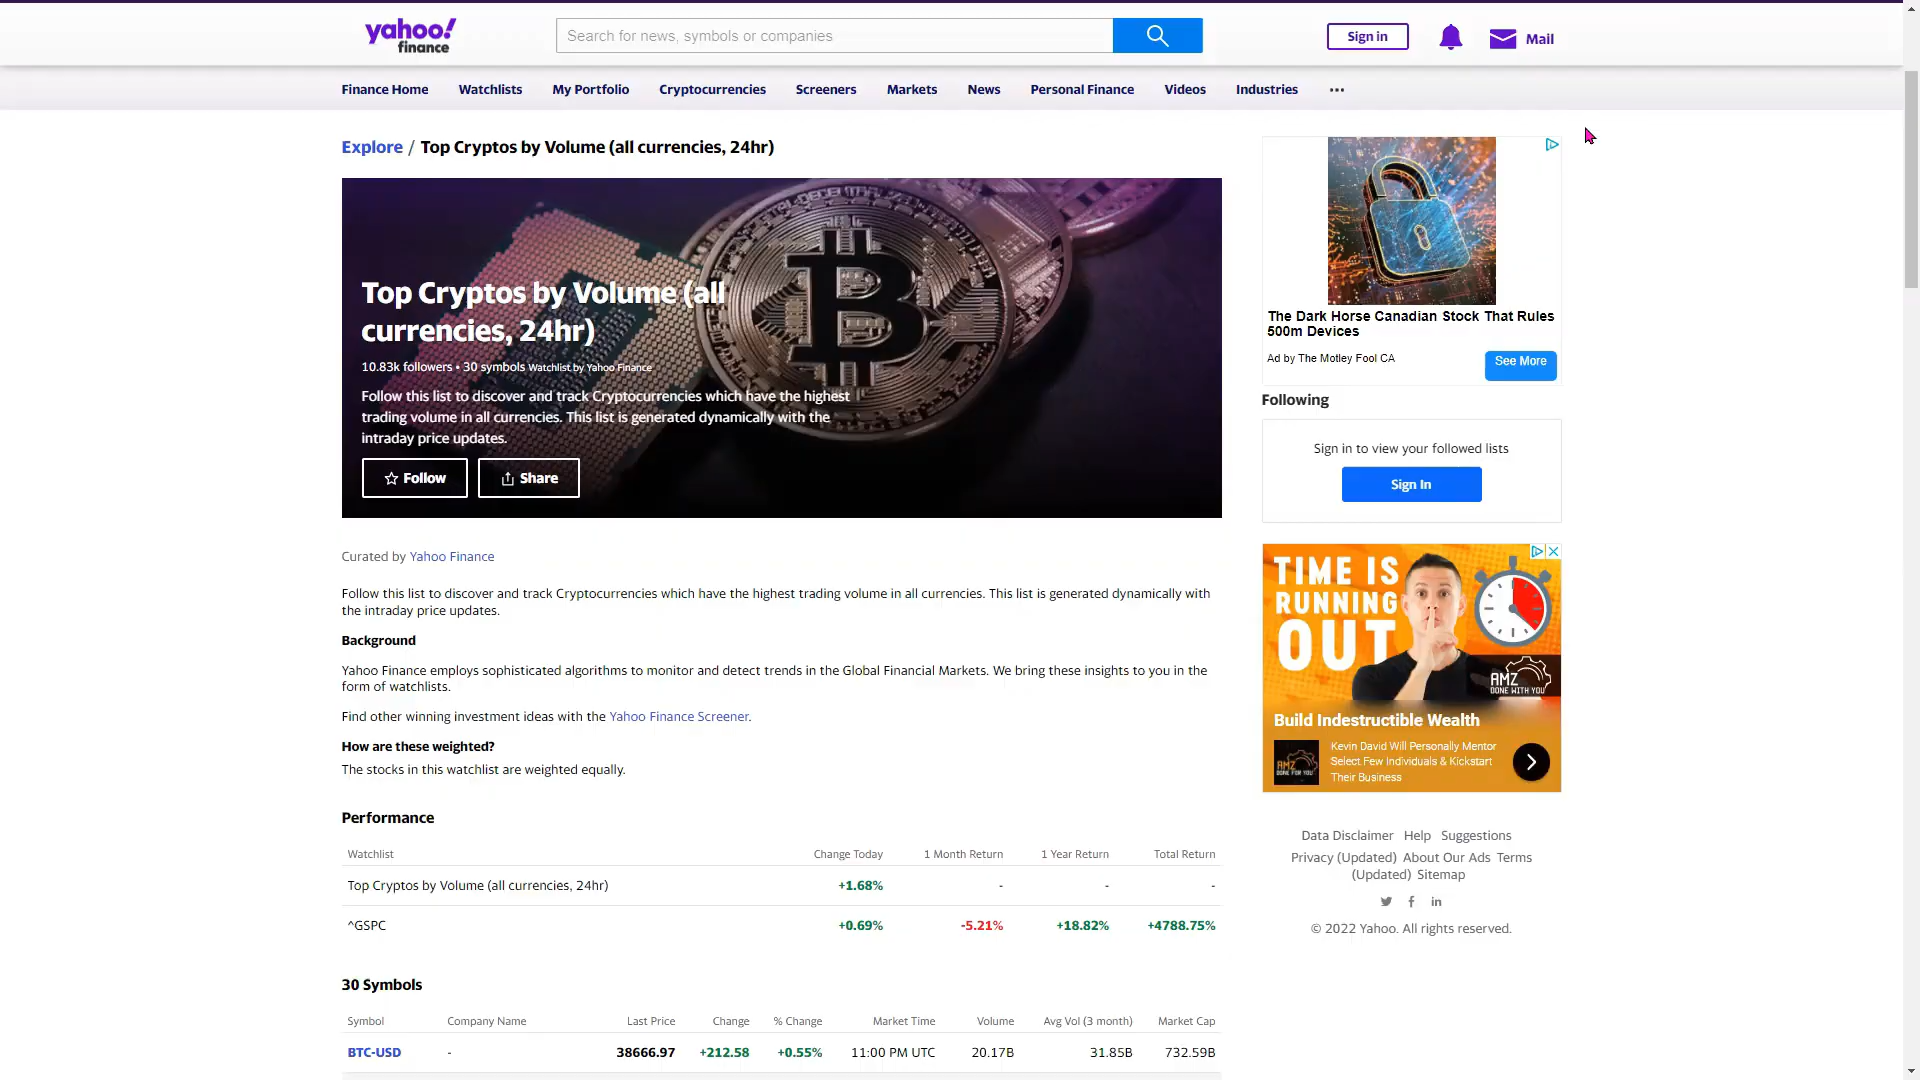 yahoo!
finance
Search for news, symbols or companies
Sign in
Mail
Finance Home Watchlists My Portfolio Cryptocurrencies Screeners Markets News Personal Finance Videos Industries ...
Explore / Top Cryptos by Volume (all currencies, 24hr)
Top Cryptos by Volume (all
currencies, 24hr)
10.83k followers • 30 symbols Watchlist by Yahoo Finance
Follow this list to discover and track Cryptocurrencies which have the highest
trading volume in all currencies. This list is generated dynamically with the
intraday price updates.
Follow Share
Curated by Yahoo Finance
Follow this list to discover and track Cryptocurrencies which have the highest trading volume in all currencies. This list is generated dynamically with
the intraday price updates.
Background
Yahoo Finance employs sophisticated algorithms to monitor and detect trends in the Global Financial Markets. We bring these insights to you in the
form of watchlists.
Find other winning investment ideas with the Yahoo Finance Screener.
How are these weighted?
The stocks in this watchlist are weighted equally.
Performance
Watchlist Change Today 1 Month Return 1 Year Return Total Return
Top Cryptos by Volume (all currencies, 24hr) +1.68% - - -
^GSPC +0.69% -5.21% +18.82% +4788.75%
30 Symbols
Symbol Company Name Last Price Change % Change Market Time Volume Avg Vol (3 month) Market Cap
BTC-USD - 38666.97 +212.58 +0.55% 11:00 PM UTC 20.17B 31.85B 732.59B
The Dark Horse Canadian Stock That Rules
500m Devices
Ad by The Motley Fool CA
See More
Following
Sign in to view your followed lists
Sign In
TIME IS
RUNNING
OUT
AMZ
DONE WITH YOU
Build Indestructible Wealth
AMZ
DONE FOR YOU
Kevin David Will Personally Mentor
Select Few Individuals & Kickstart
Their Business
Data Disclaimer Help Suggestions
Privacy (Updated) About Our Ads Terms
(Updated) Sitemap
© 2022 Yahoo. All rights reserved.